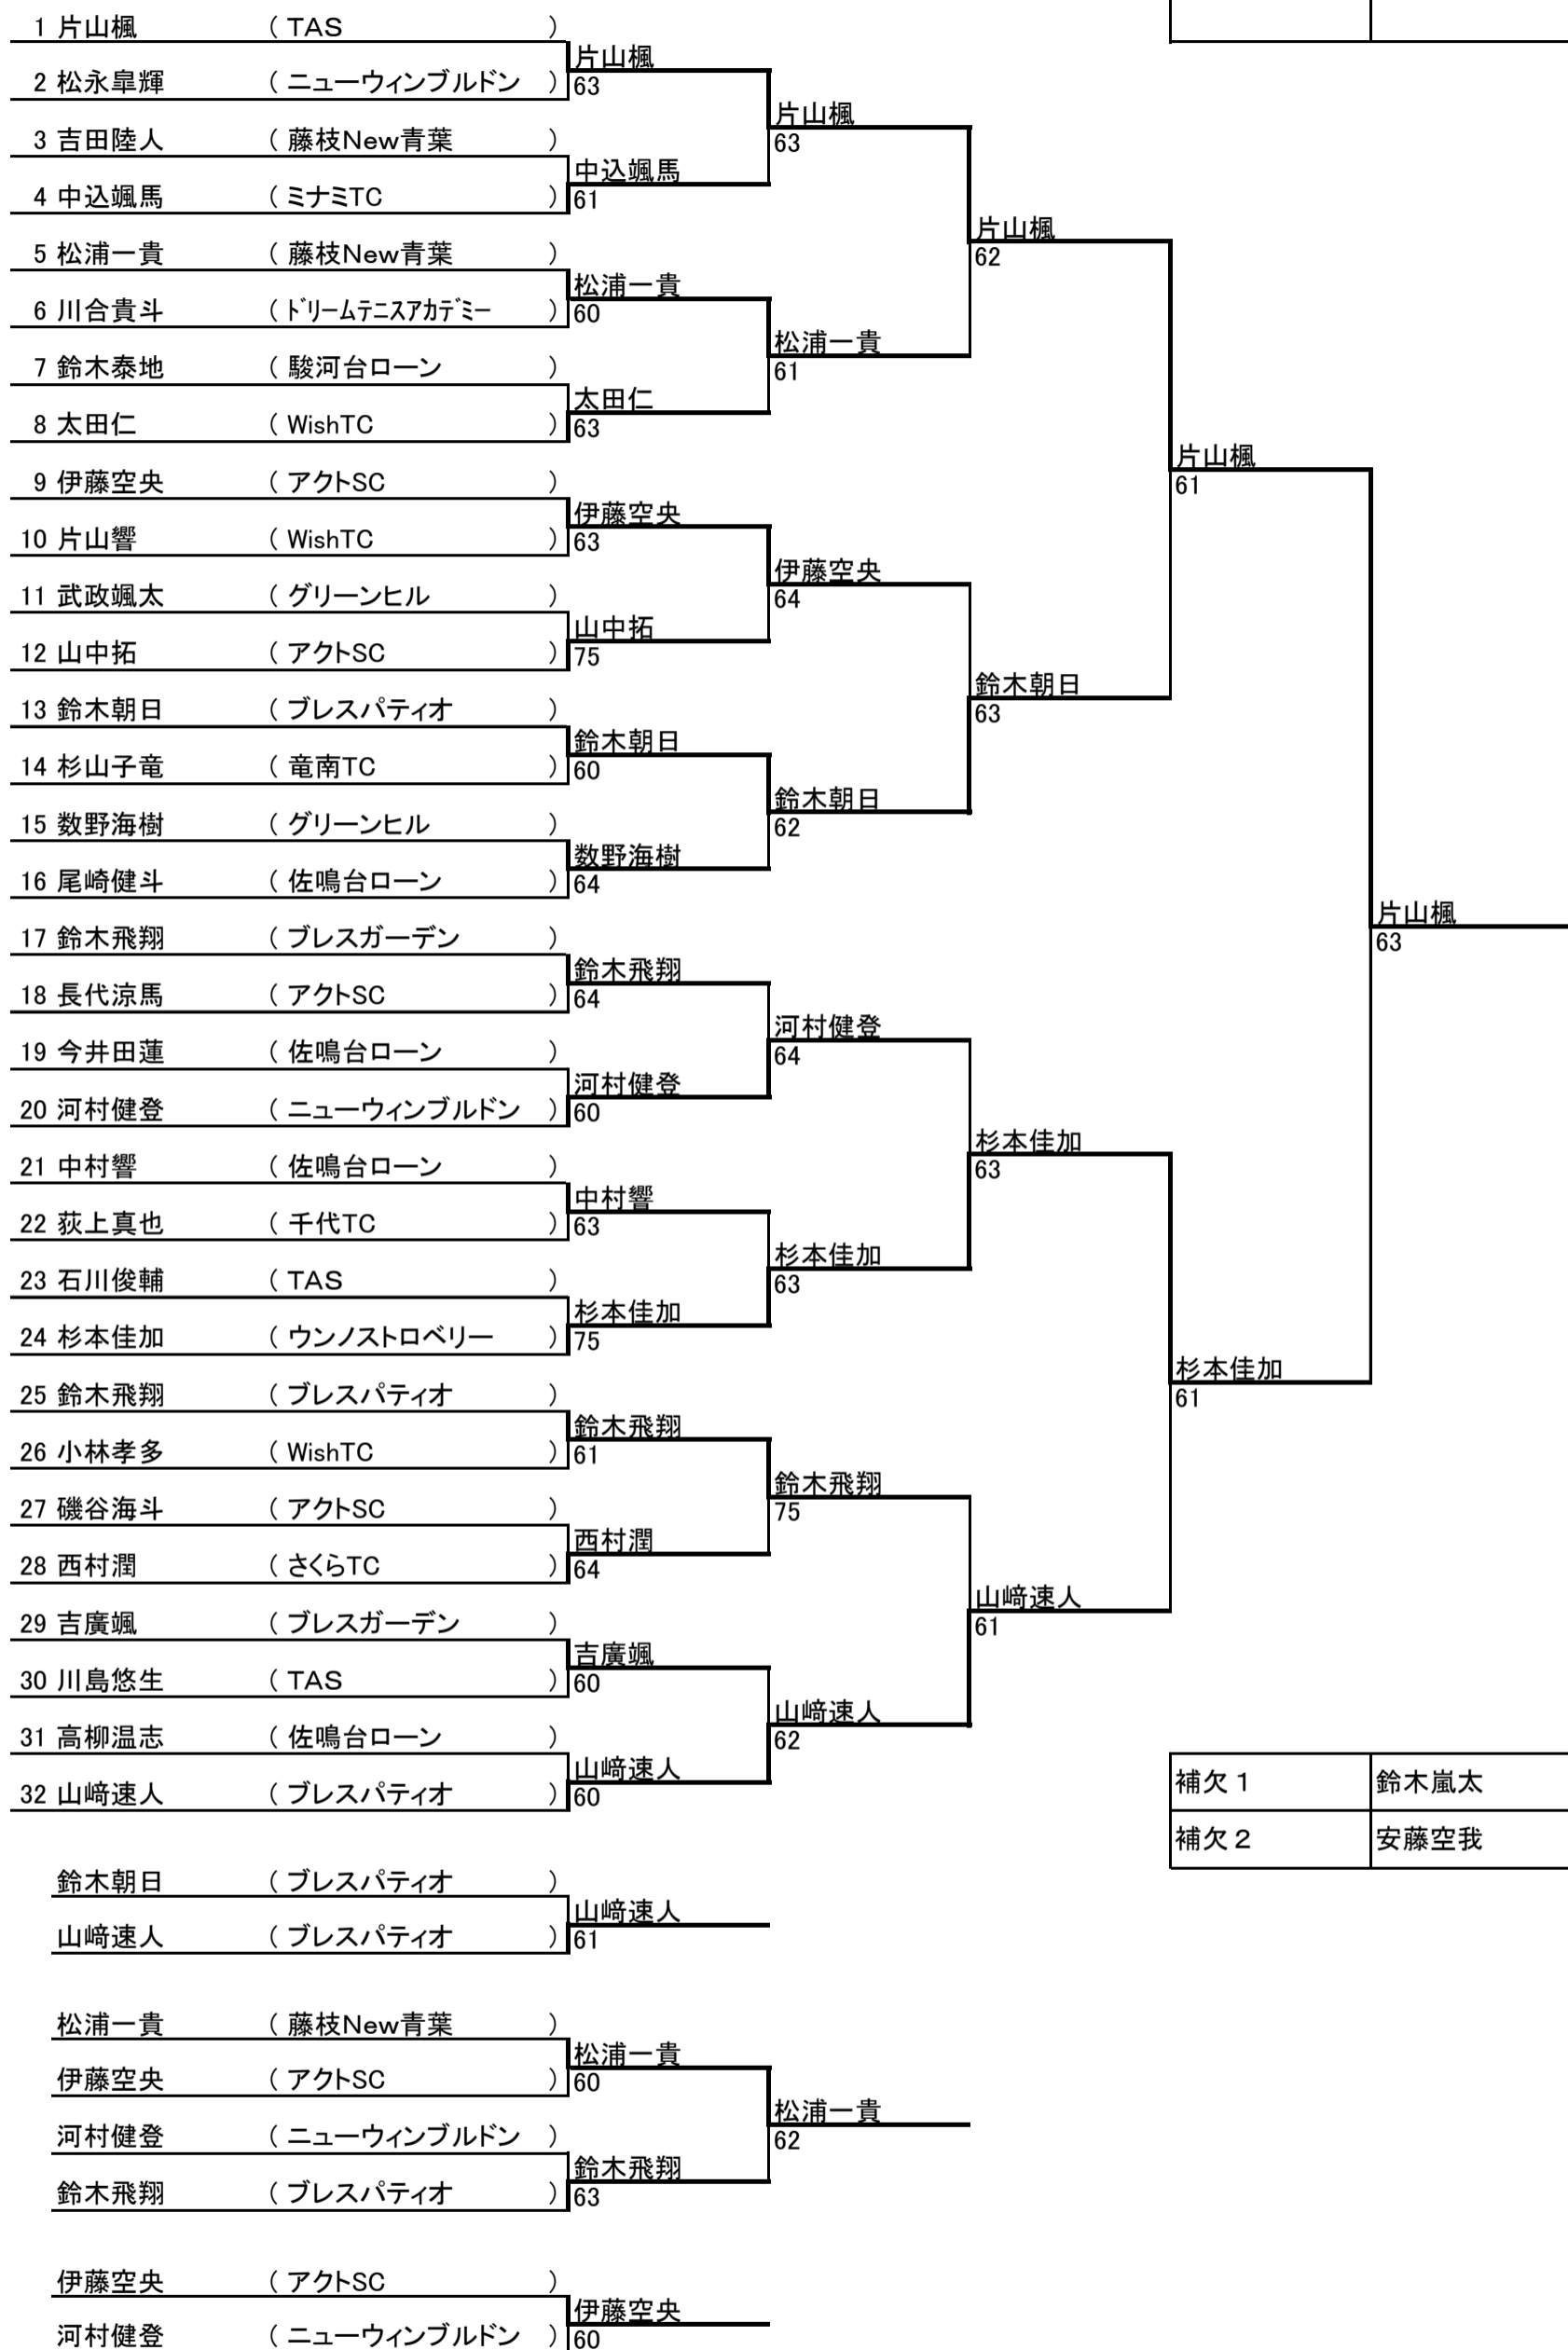 1 片山楓 ( TAS )
片山楓
63
2 松永皐輝 ( ニューウィンブルドン )
片山楓
63
3 吉田陸人 ( 藤枝New青葉 )
中込颯馬
61
4 中込颯馬 ( ミナミTC )
片山楓
62
5 松浦一貴 ( 藤枝New青葉 )
松浦一貴
60
6 川合貴斗 ( ﾄﾞﾘｰﾑテニスアカデミー )
松浦一貴
61
7 鈴木泰地 ( 駿河台ローン )
太田仁
63
8 太田仁 ( WishTC )
片山楓
61
9 伊藤空央 ( アクトSC )
伊藤空央
63
10 片山響 ( WishTC )
伊藤空央
64
11 武政颯太 ( グリーンヒル )
山中拓
75
12 山中拓 ( アクトSC )
鈴木朝日
63
13 鈴木朝日 ( ブレスパティオ )
鈴木朝日
60
14 杉山子竜 ( 竜南TC )
鈴木朝日
62
15 数野海樹 ( グリーンヒル )
数野海樹
64
16 尾崎健斗 ( 佐鳴台ローン )
片山楓
63
17 鈴木飛翔 ( ブレスガーデン )
鈴木飛翔
64
18 長代涼馬 ( アクトSC )
河村健登
64
19 今井田蓮 ( 佐鳴台ローン )
河村健登
60
20 河村健登 ( ニューウィンブルドン )
杉本佳加
63
21 中村響 ( 佐鳴台ローン )
中村響
63
22 荻上真也 ( 千代TC )
杉本佳加
63
23 石川俊輔 ( TAS )
杉本佳加
75
24 杉本佳加 ( ウンノストロベリー )
杉本佳加
61
25 鈴木飛翔 ( ブレスパティオ )
鈴木飛翔
61
26 小林孝多 ( WishTC )
鈴木飛翔
75
27 磯谷海斗 ( アクトSC )
西村潤
64
28 西村潤 ( さくらTC )
山﨑速人
61
29 吉廣颯 ( ブレスガーデン )
吉廣颯
60
30 川島悠生 ( TAS )
山﨑速人
62
31 高柳温志 ( 佐鳴台ローン )
山﨑速人
60
32 山﨑速人 ( ブレスパティオ )
補欠1 鈴木嵐太
補欠2 安藤空我
鈴木朝日 ( ブレスパティオ )
山﨑速人
61
山﨑速人 ( ブレスパティオ )
松浦一貴 ( 藤枝New青葉 )
松浦一貴
60
伊藤空央 ( アクトSC )
松浦一貴
62
河村健登 ( ニューウィンブルドン )
鈴木飛翔
63
鈴木飛翔 ( ブレスパティオ )
伊藤空央 ( アクトSC )
伊藤空央
60
河村健登 ( ニューウィンブルドン )